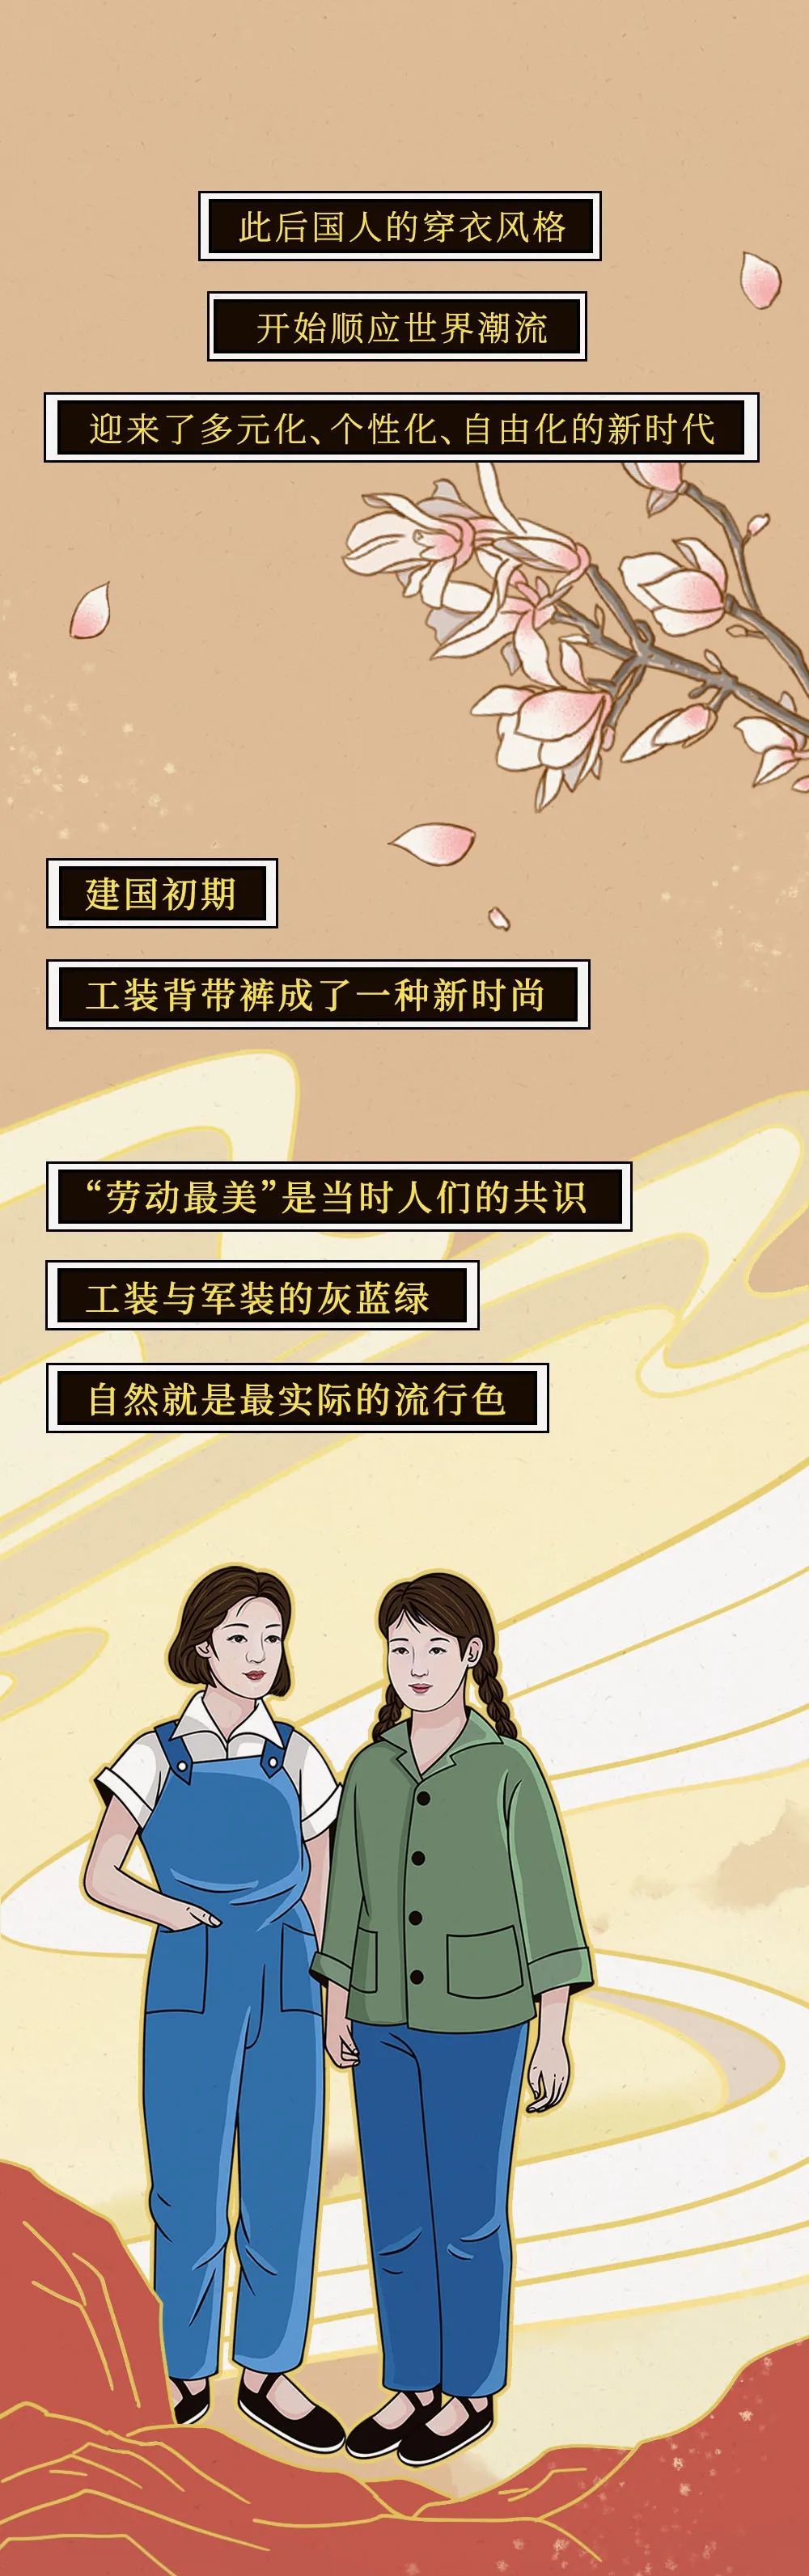 此后国人的穿衣风格
开始顺应世界潮流
迎来了多元化、个性化、自由化的新时代
建国初期
工装背带裤成了一种新时尚
“劳动最美”是当时人们的共识
工装与军装的灰蓝绿
自然就是最实际的流行色